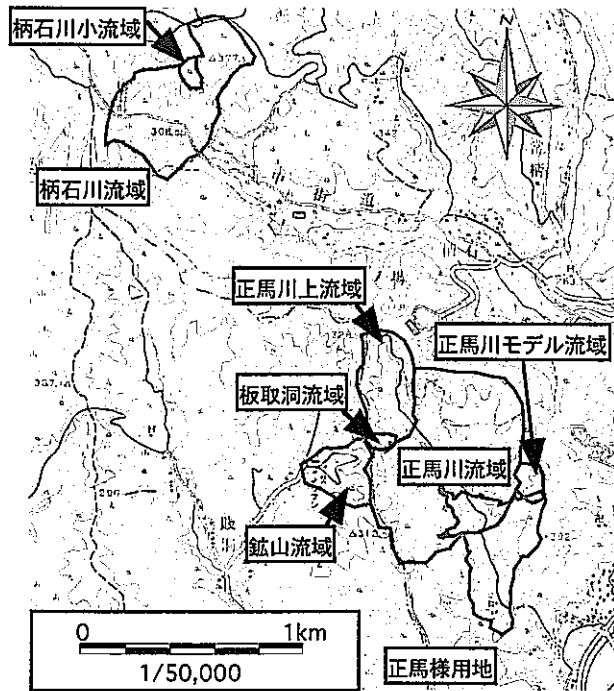 柄石川小流域
N
柄石川流域
正馬川上流域
正馬川モデル流域
板取洞流域
正馬川流域
鉱山流域
0 1km
1/50,000
正馬様用地